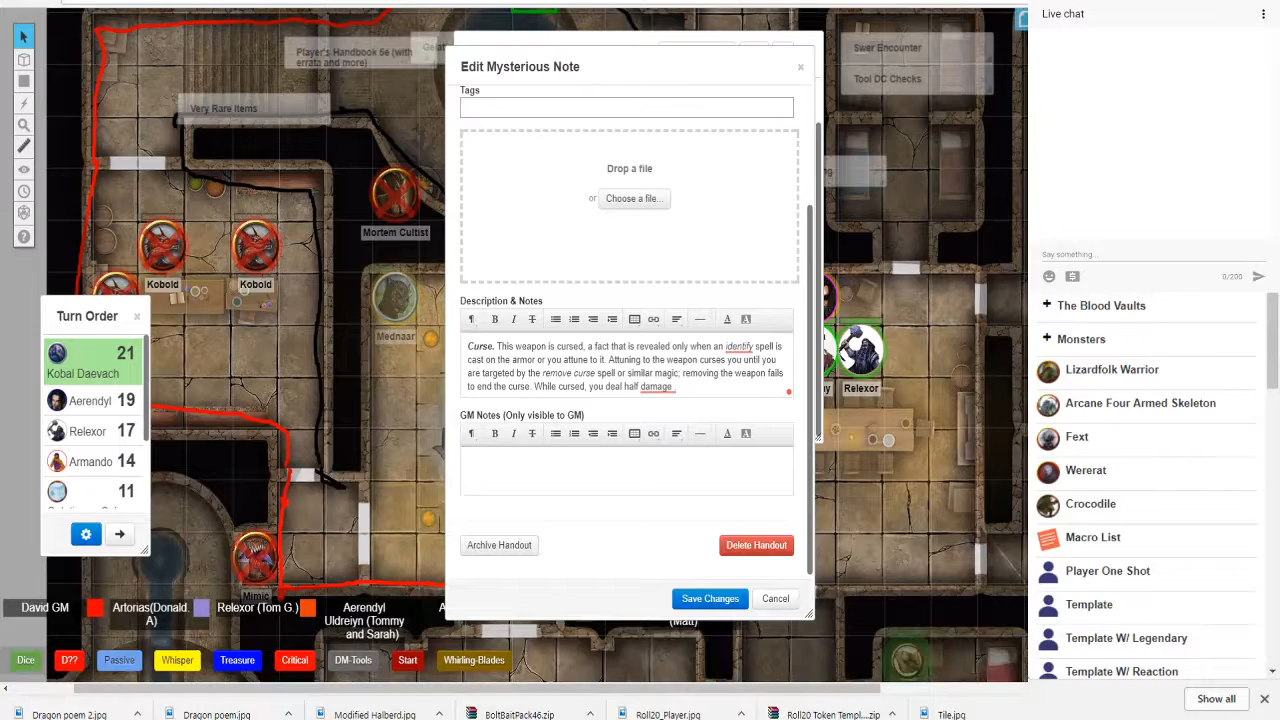 Live chat
Player's Handbook 5e (with
errata and more)
Gelat
Swer Encounter
Tool DC Checks
Very Rare Items
Edit Mysterious Note
×
Tags
Drop a file
or Choose a file...
Mortem Cultist
Kobold
Kobold
Mednaar
Relexor
Turn Order ×
21
Kobal Daevach
Aerendyl 19
Relexor 17
Armando 14
11
Description & Notes
Curse. This weapon is cursed, a fact that is revealed only when an identify spell is
cast on the armor or you attune to it. Attuning to the weapon curses you until you
are targeted by the remove curse spell or similar magic; removing the weapon fails
to end the curse. While cursed, you deal half damage .
GM Notes (Only visible to GM)
Archive Handout
Delete Handout
Save Changes
Cancel
Mimic
David GM
Artorias(Donald.
A)
Relexor (Tom G.)
Aerendyl
Uldreiyn (Tommy
and Sarah)
(Matt)
Dice
D??
Passive
Whisper
Treasure
Critical
DM-Tools
Start
Whirling-Blades
Say something...
0/200
The Blood Vaults
Monsters
Lizardfolk Warrior
Arcane Four Armed Skeleton
Fext
Wererat
Crocodile
Macro List
Player One Shot
Template
Template W/ Legendary
Template W/ Reaction
Show all
Dragon poem 2.jpg
Dragon poem.jpg
Modified Halberd.jpg
BoltBitPack46.zip
Roll20_Player.jpg
Roll20 Token Templ....zip
Tile.jpg